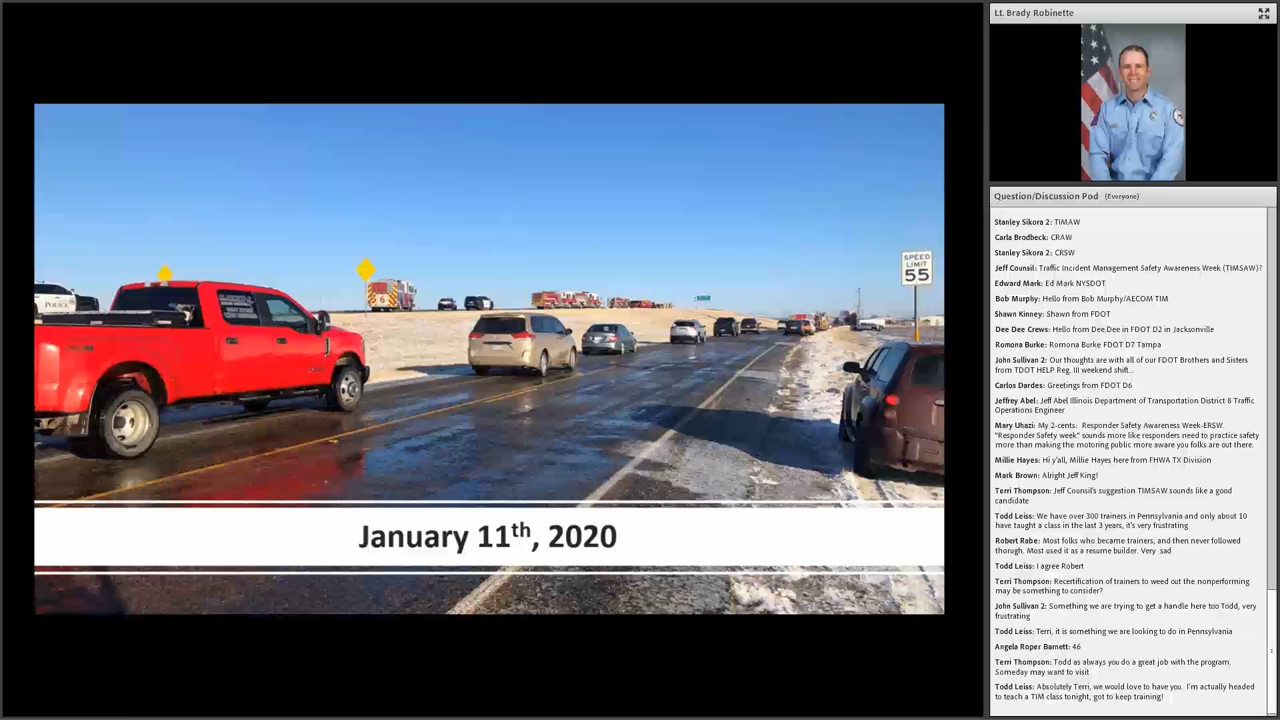 Lt. Brady Robinette
POLICE
6
SPEED
LIMIT
55
January 11th, 2020
Question/Discussion Pod (Everyone)
Stanley Sikora 2: TIMAW
Carla Brodbeck: CRAW
Stanley Sikora 2: CRSW
Jeff Counsil: Traffic Incident Management Safety Awareness Week (TIMSAW)?
Edward Mark: Ed Mark NYSDOT
Bob Murphy: Hello from Bob Murphy/AECOM TIM
Shawn Kinney: Shawn from FDOT
Dee Dee Crews: Hello from Dee Dee in FDOT D2 in Jacksonville
Romona Burke: Romona Burke FDOT D7 Tampa
John Sullivan 2: Our thoughts are with all of our FDOT Brothers and Sisters
from TDOT HELP Reg. III weekend shift...
Carlos Dardes: Greetings from FDOT D6
Jeffrey Abel: Jeff Abel Illinois Department of Transportation District 8 Traffic
Operations Engineer
Mary Uhazi: My 2-cents: Responder Safety Awareness Week-ERSW.
"Responder Safety week" sounds more like responders need to practice safety
more than making the motoring public more aware you folks are out there.
Millie Hayes: Hi y'all, Millie Hayes here from FHWA TX Division
Mark Brown: Alright Jeff King!
Terri Thompson: Jeff Counsil's suggestion TIMSAW sounds like a good
candidate
Todd Leiss: We have over 300 trainers in Pennsylvania and only about 10
have taught a class in the last 3 years, it's very frustrating
Robert Rabe: Most folks who became trainers, and then never followed
thorugh. Most used it as a resume builder. Very sad
Todd Leiss: I agree Robert
Terri Thompson: Recertification of trainers to weed out the nonperforming
may be something to consider?
John Sullivan 2: Something we are trying to get a handle here too Todd, very
frustrating
Todd Leiss: Terri, it is something we are looking to do in Pennsylvania
Angela Roper Barnett: 46
Terri Thompson: Todd as always you do a great job with the program.
Someday may want to visit
Todd Leiss: Absolutely Terri, we would love to have you. I'm actually headed
to teach a TIM class tonight, got to keep training!